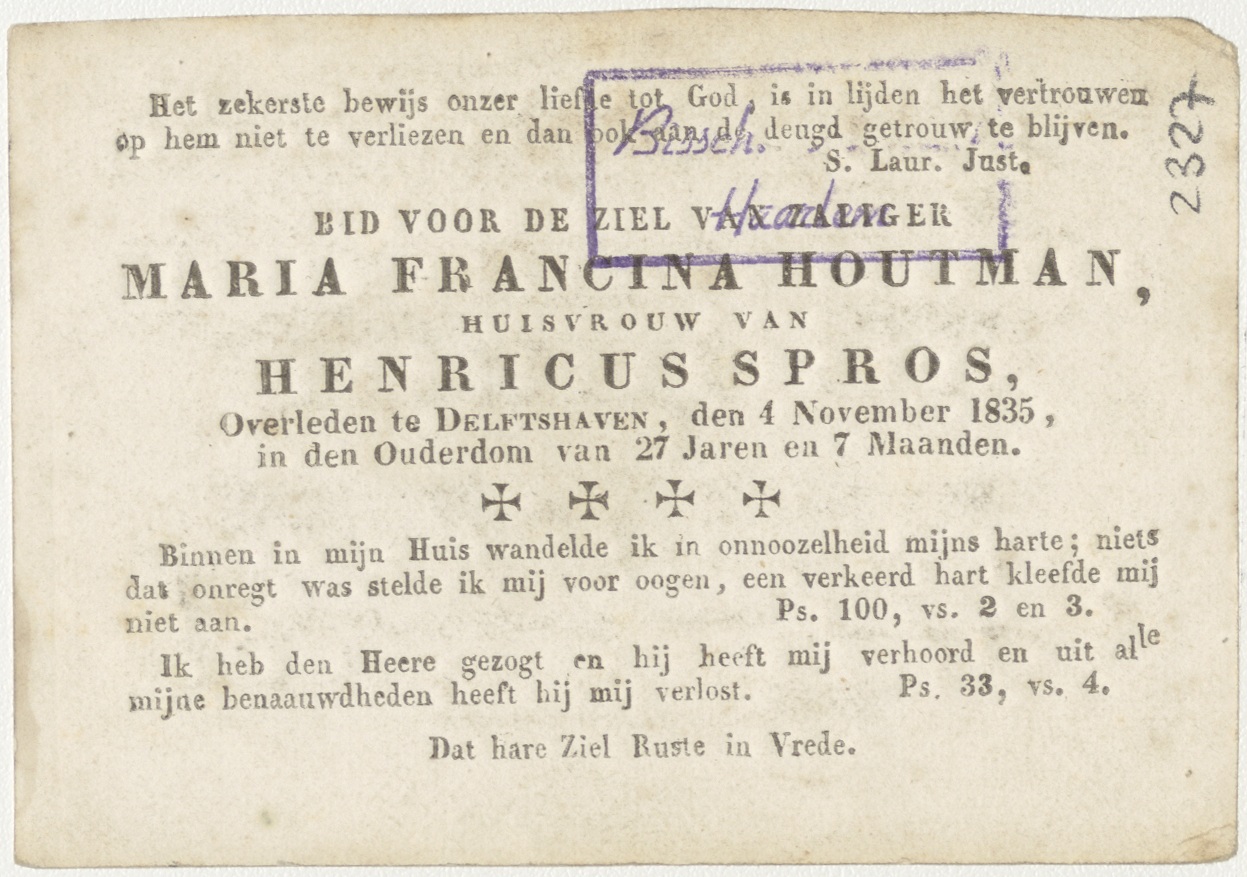 Het zekerste bewijs onzer liefde tot God, is in lijden het vertrouwen
op hem niet te verliezen en dan ook aan de deugd getrouw te blijven.
S. Laur. Just.
BID VOOR DE ZIEL VAN ZALIGER
MARIA FRANCINA HOUTMAN,
HUISVROUW VAN
HENRICUS SPROS,
Overleden te DELFTSHAVEN, den 4 November 1835,
in den Ouderdom van 27 Jaren en 7 Maanden.
✠ ✠ ✠ ✠
Binnen in mijn Huis wandelde ik in onnoozelheid mijns harte; niets
dat onregt was stelde ik mij voor oogen, een verkeerd hart kleefde mij
niet aan. Ps. 100, vs. 2 en 3.
Ik heb den Heere gezogt en hij heeft mij verhoord en uit alle
mijne benaauwdheden heeft hij mij verlost. Ps. 33, vs. 4.
Dat hare Ziel Ruste in Vrede.
Bissch.
Haarlem